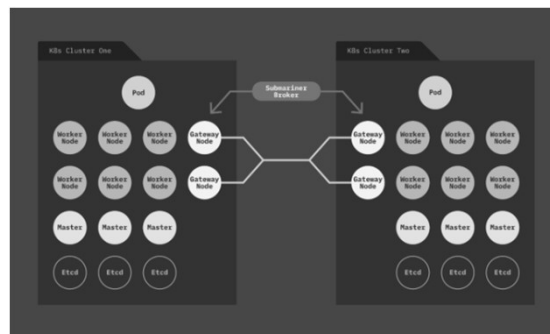 K8s Cluster One
K8s Cluster Two
Submariner
Broker
Pod
Pod
Worker
Node
Worker
Node
Worker
Node
Gateway
Node
Gateway
Node
Worker
Node
Worker
Node
Worker
Node
Worker
Node
Worker
Node
Worker
Node
Gateway
Node
Gateway
Node
Worker
Node
Worker
Node
Worker
Node
Master
Master
Master
Master
Master
Master
Etcd
Etcd
Etcd
Etcd
Etcd
Etcd